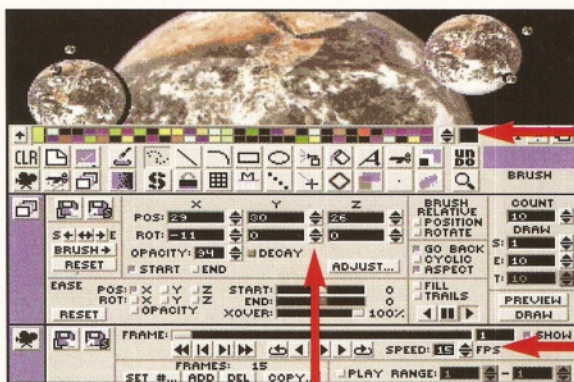 CLR
$
A
UN
DO
BRUSH
X Y Z
POS: 29 30 26
ROT: -11 0 0
OPACITY: 94 DECAY
START END
ADJUST...
S E
BRUSH
RESET
BRUSH
RELATIVE
POSITION
ROTATE
GO BACK
CYCLIC
ASPECT
FILL
TRAILS
COUNT
10
DRAW
S: 1
E: 10
T: 10
PREVIEW
DRAW
EASE
POS: X Y Z
ROT: X Y Z
OPACITY
RESET
START: 0
END: 0
XOVER: 100%
FRAME: 1 SHOW
SPEED: 15 FPS
FRAMES: 15
SET #... ADD DEL COPY...
PLAY RANGE: 1 - 1